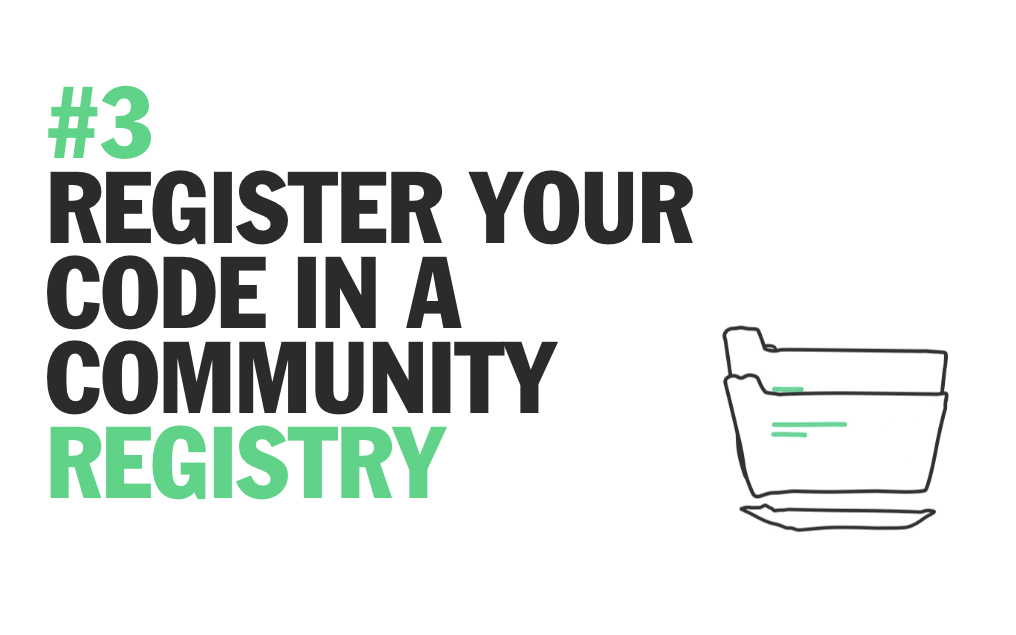 #3
REGISTER YOUR
CODE IN A
COMMUNITY
REGISTRY